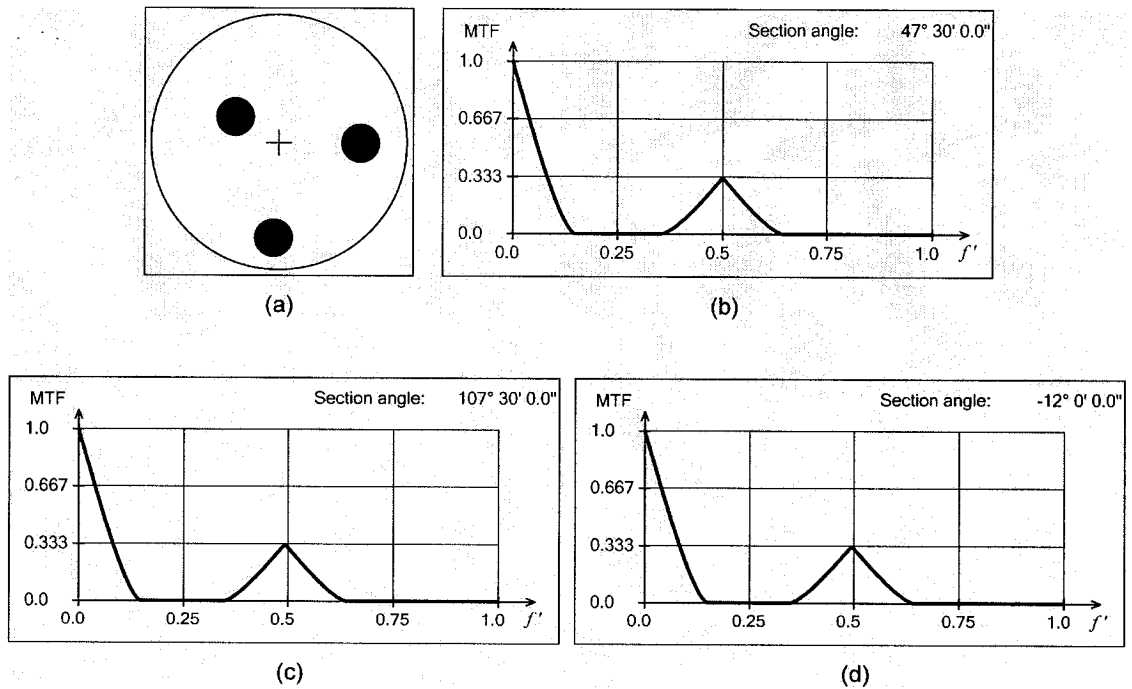 (a)
MTF
Section angle: 47° 30' 0.0"
1.0
0.667
0.333
0.0
0.0 0.25 0.5 0.75 1.0 f'
(b)
MTF
Section angle: 107° 30' 0.0"
1.0
0.667
0.333
0.0
0.0 0.25 0.5 0.75 1.0 f'
(c)
MTF
Section angle: -12° 0' 0.0"
1.0
0.667
0.333
0.0
0.0 0.25 0.5 0.75 1.0 f'
(d)